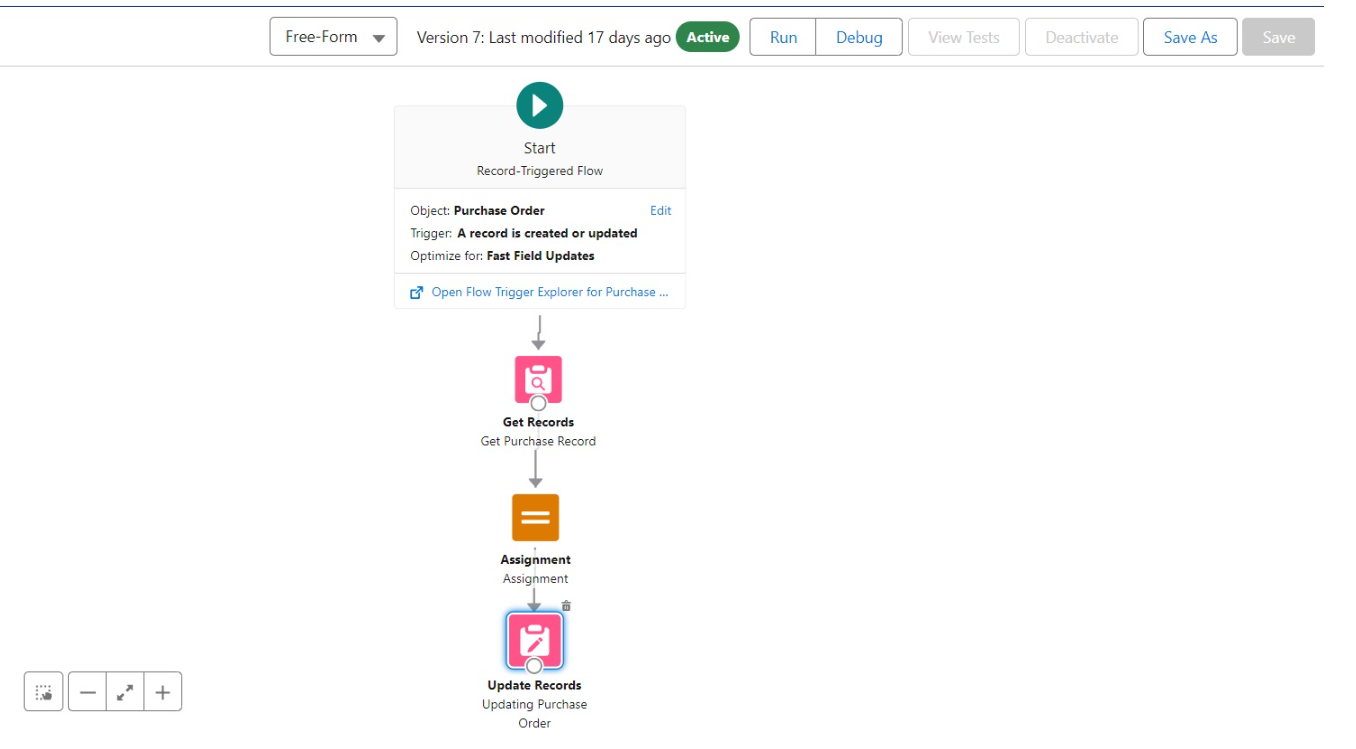 Free-Form Version 7: Last modified 17 days ago Active Run Debug View Tests Deactivate Save As Save
Start
Record-Triggered Flow
Object: Purchase Order Edit
Trigger: A record is created or updated
Optimize for: Fast Field Updates
Open Flow Trigger Explorer for Purchase ...
Get Records
Get Purchase Record
Assignment
Assignment
Update Records
Updating Purchase
Order